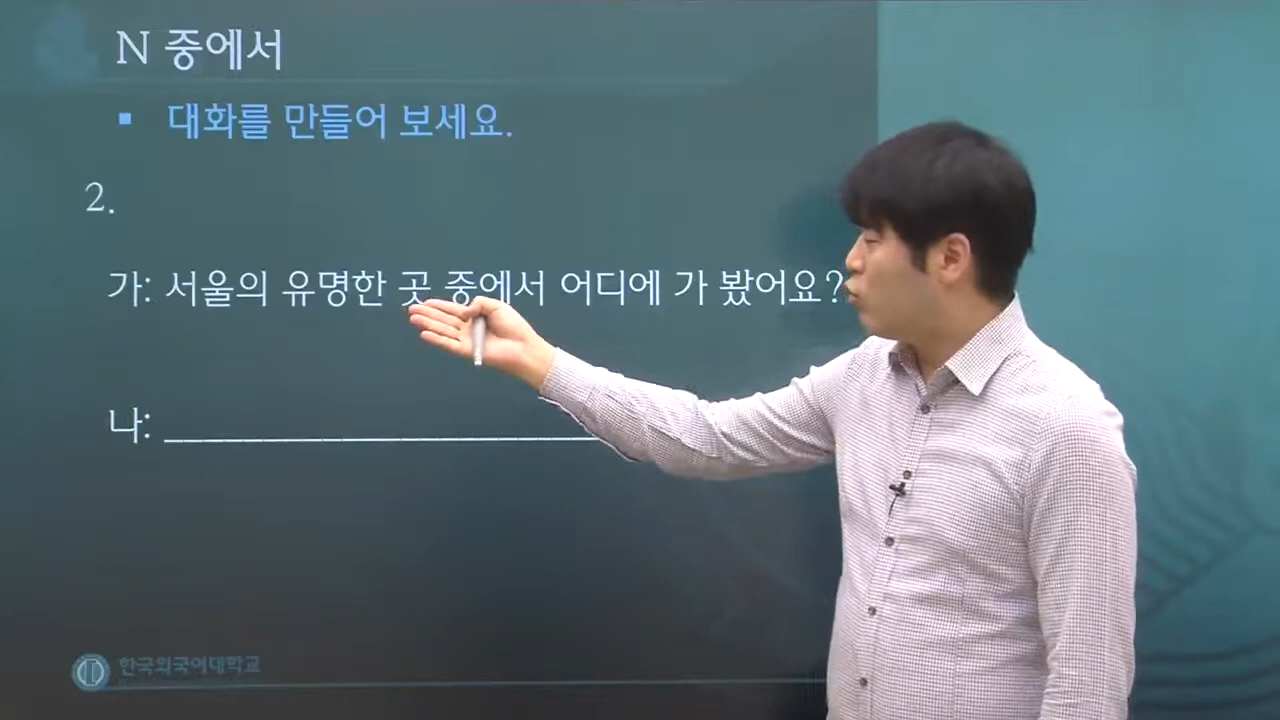 N 중에서
▪ 대화를 만들어 보세요.
2.
가: 서울의 유명한 곳 중에서 어디에 가 봤어요?
나: ______________________
한국외국어대학교